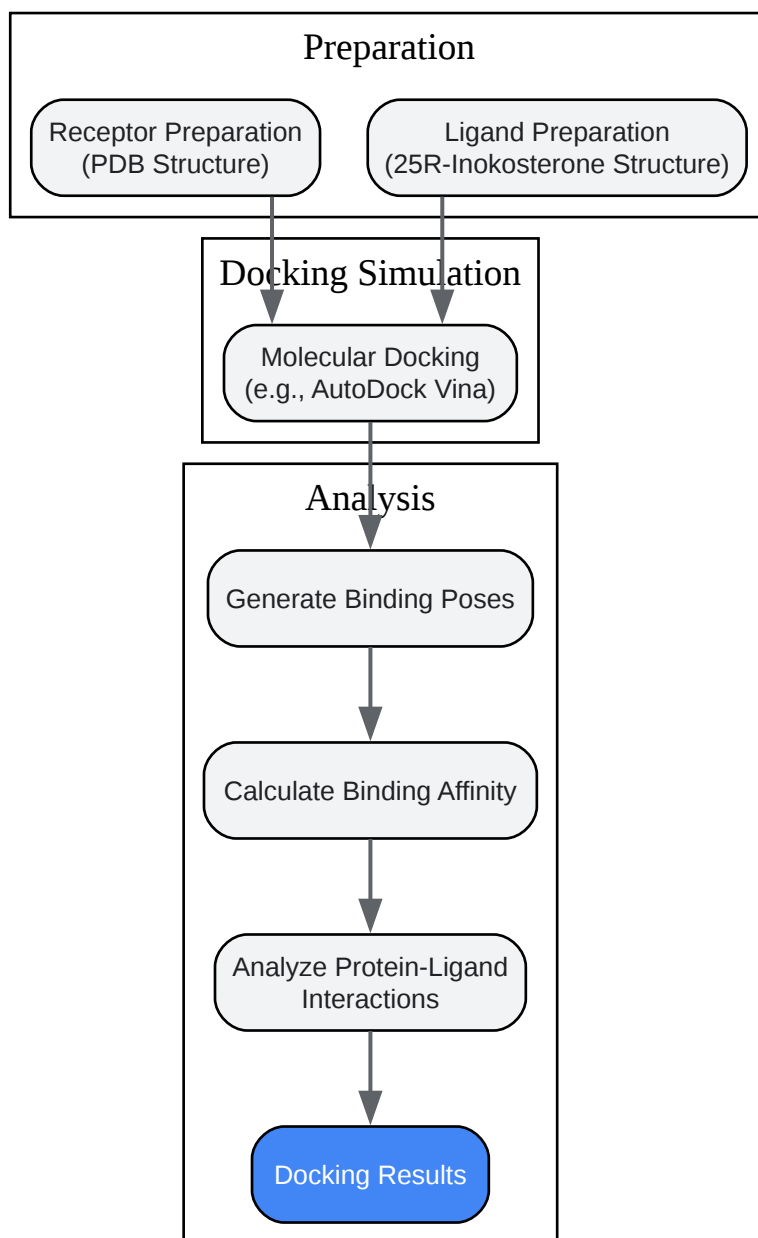 Preparation
Receptor Preparation
(PDB Structure)
Ligand Preparation
(25R-Inokosterone Structure)
Docking Simulation
Molecular Docking
(e.g., AutoDock Vina)
Analysis
Generate Binding Poses
Calculate Binding Affinity
Analyze Protein-Ligand
Interactions
Docking Results